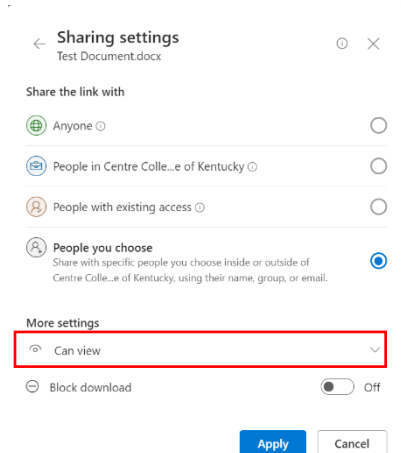 Sharing settings
Test Document.docx
Share the link with
Anyone
People in Centre Colle...e of Kentucky
People with existing access
People you choose
Share with specific people you choose inside or outside of
Centre Colle...e of Kentucky, using their name, group, or email.
More settings
Can view
Block download Off
Apply Cancel